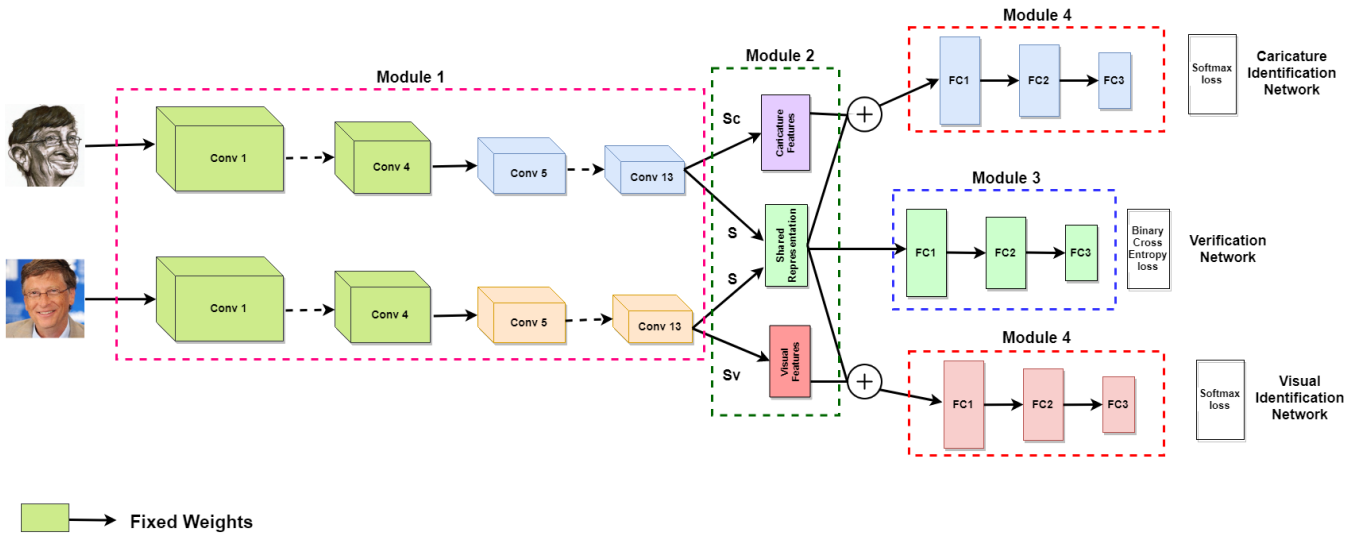 Module 1
Conv 1
Conv 4
Conv 5
Conv 13
Conv 1
Conv 4
Conv 5
Conv 13
Module 2
Sc
S
S
Sv
Caricature
Features
Shared
Representation
Visual
Features
Module 4
FC1
FC2
FC3
Softmax
loss
Caricature
Identification
Network
Module 3
FC1
FC2
FC3
Binary
Cross
Entropy
loss
Verification
Network
Module 4
FC1
FC2
FC3
Softmax
loss
Visual
Identification
Network
Fixed Weights